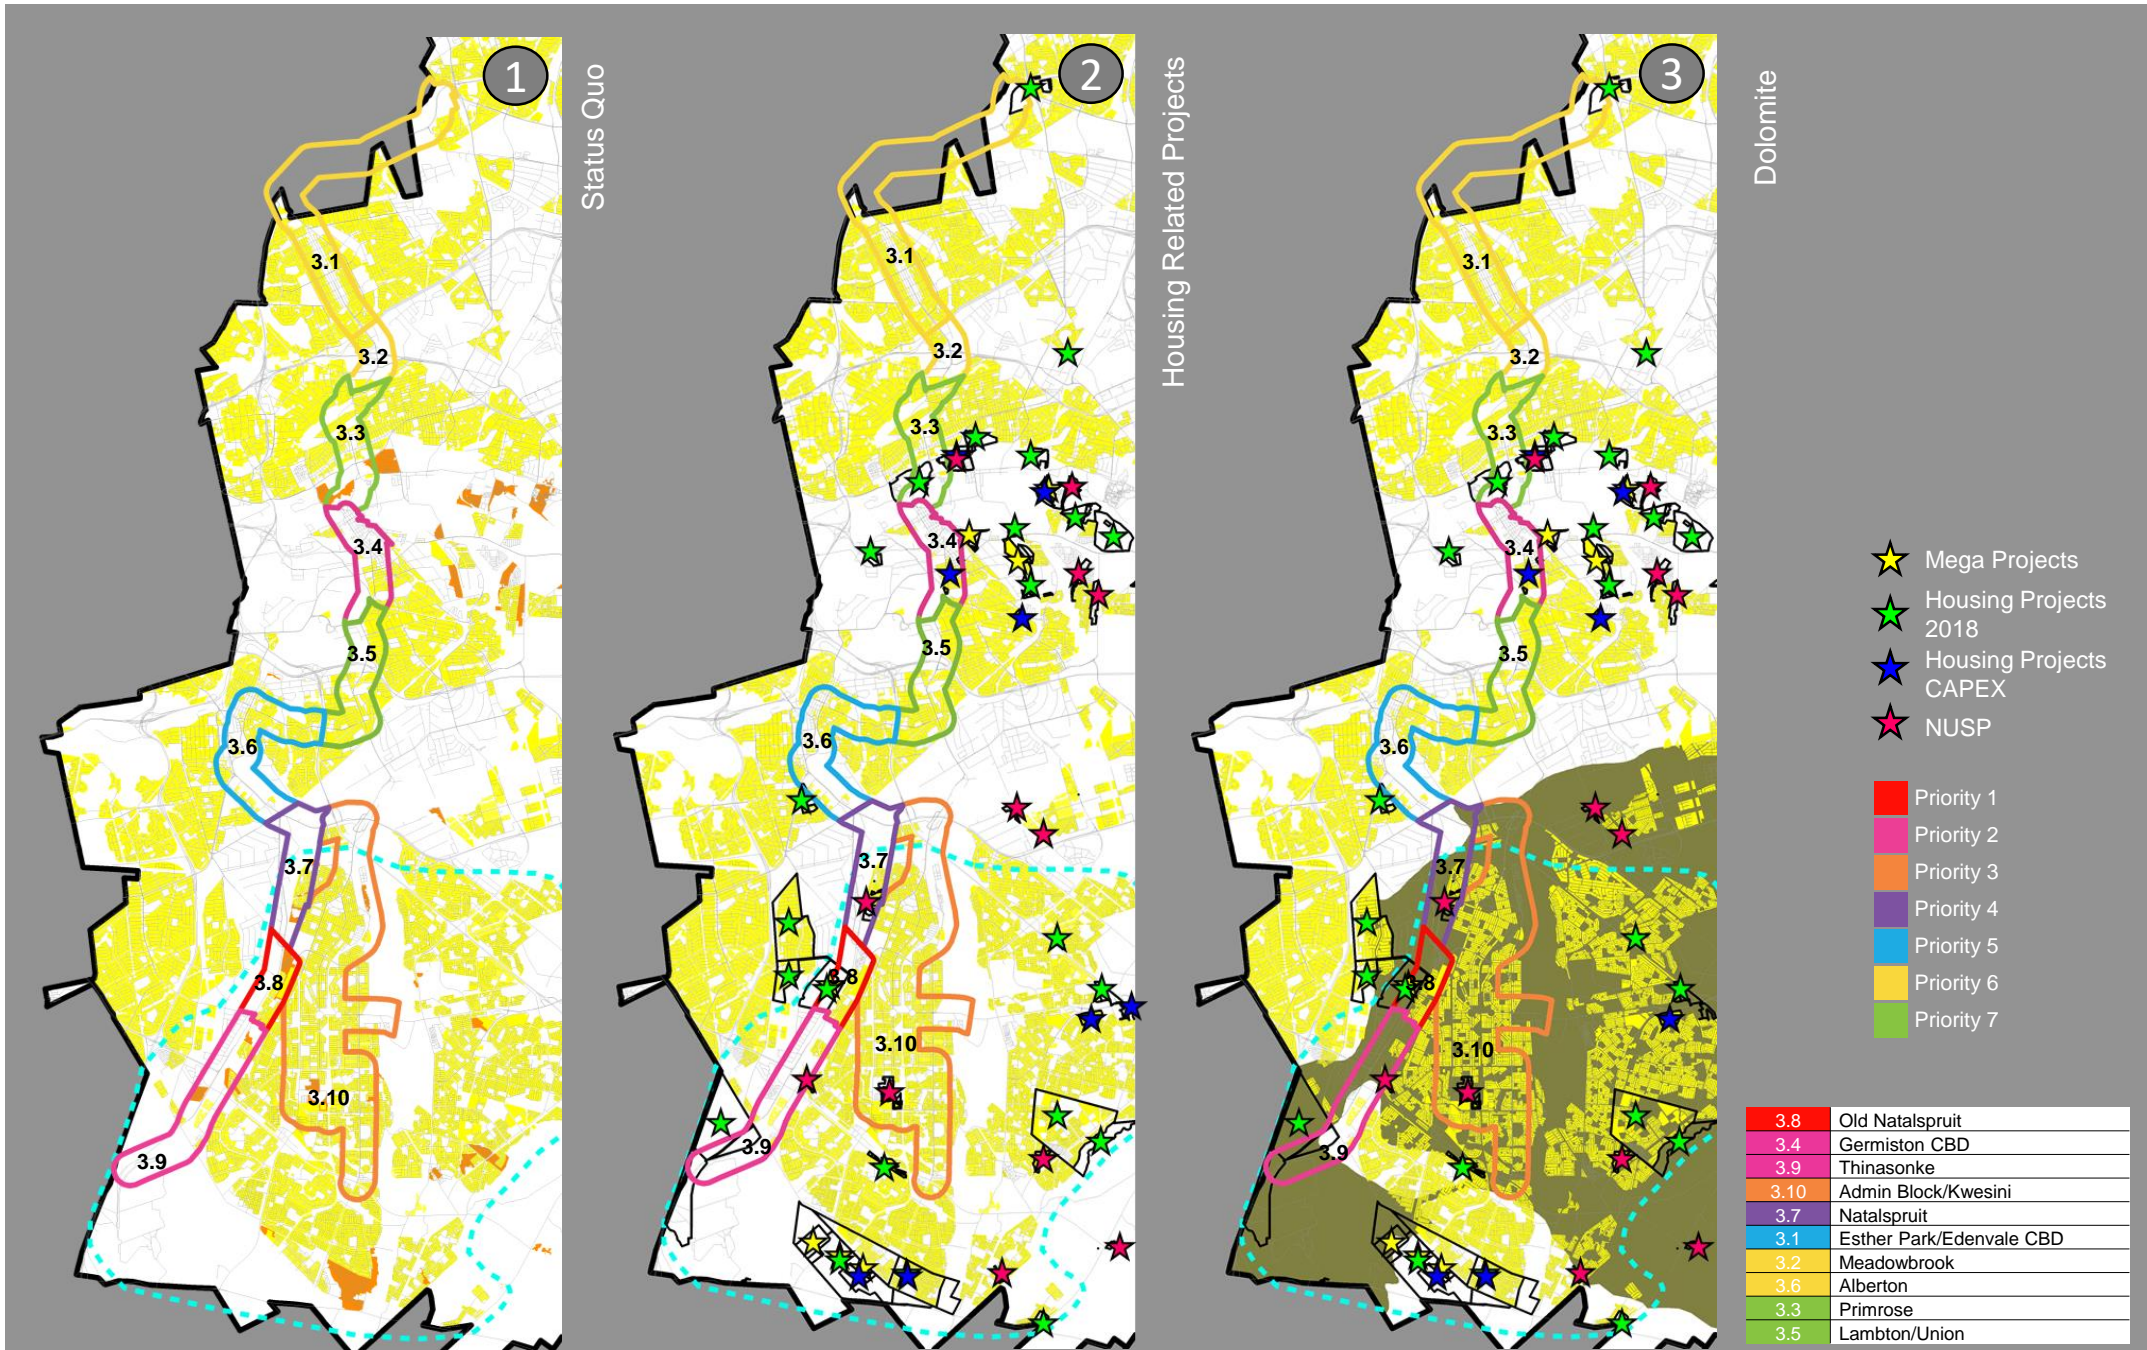 1
Status Quo
3.1
3.2
3.3
3.4
3.5
3.6
3.7
3.8
3.10
3.9
2
Housing Related Projects
3.1
3.2
3.3
3.4
3.5
3.6
3.7
3.8
3.10
3.9
3
Dolomite
3.1
3.2
3.3
3.4
3.5
3.6
3.7
3.8
3.10
3.9
Mega Projects
Housing Projects
2018
Housing Projects
CAPEX
NUSP
Priority 1
Priority 2
Priority 3
Priority 4
Priority 5
Priority 6
Priority 7
3.8 Old Natalspruit
3.4 Germiston CBD
3.9 Thinasonke
3.10 Admin Block/Kwesini
3.7 Natalspruit
3.1 Esther Park/Edenvale CBD
3.2 Meadowbrook
3.6 Alberton
3.3 Primrose
3.5 Lambton/Union